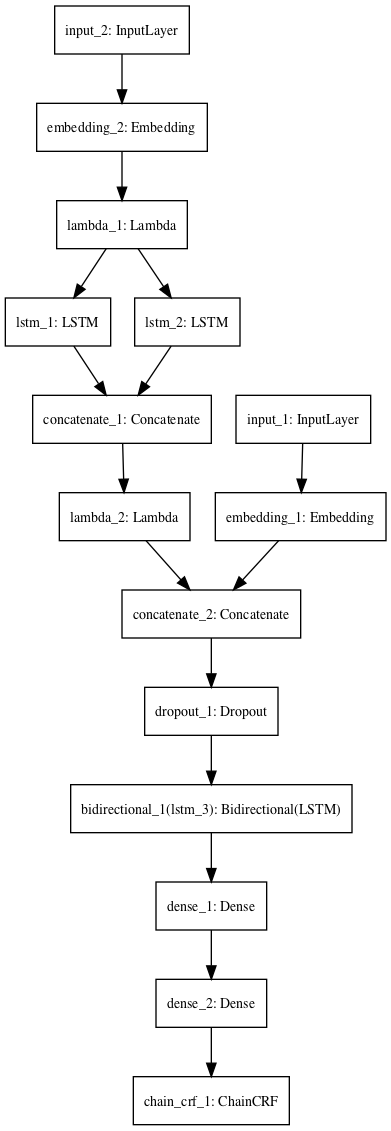 input_2: InputLayer
embedding_2: Embedding
lambda_1: Lambda
lstm_1: LSTM
lstm_2: LSTM
concatenate_1: Concatenate
input_1: InputLayer
lambda_2: Lambda
embedding_1: Embedding
concatenate_2: Concatenate
dropout_1: Dropout
bidirectional_1(lstm_3): Bidirectional(LSTM)
dense_1: Dense
dense_2: Dense
chain_crf_1: ChainCRF